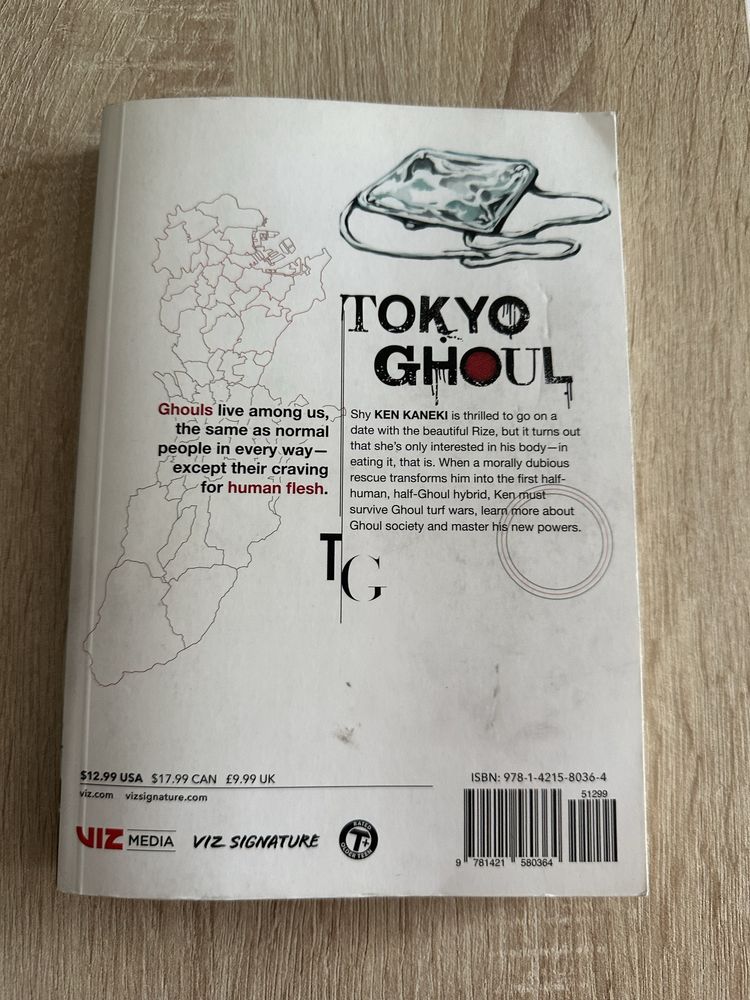 TOKYO
GHOUL
Ghouls live among us,
the same as normal
people in every way—
except their craving
for human flesh.
Shy KEN KANEKI is thrilled to go on a
date with the beautiful Rize, but it turns out
that she's only interested in his body—in
eating it, that is. When a morally dubious
rescue transforms him into the first half-
human, half-Ghoul hybrid, Ken must
survive Ghoul turf wars, learn more about
Ghoul society and master his new powers.
TG
$12.99 USA $17.99 CAN £9.99 UK
viz.com vizsignature.com
VIZ MEDIA VIZ SIGNATURE
RATED
T+
OLDER TEEN
ISBN: 978-1-4215-8036-4
51299
9 781421 580364